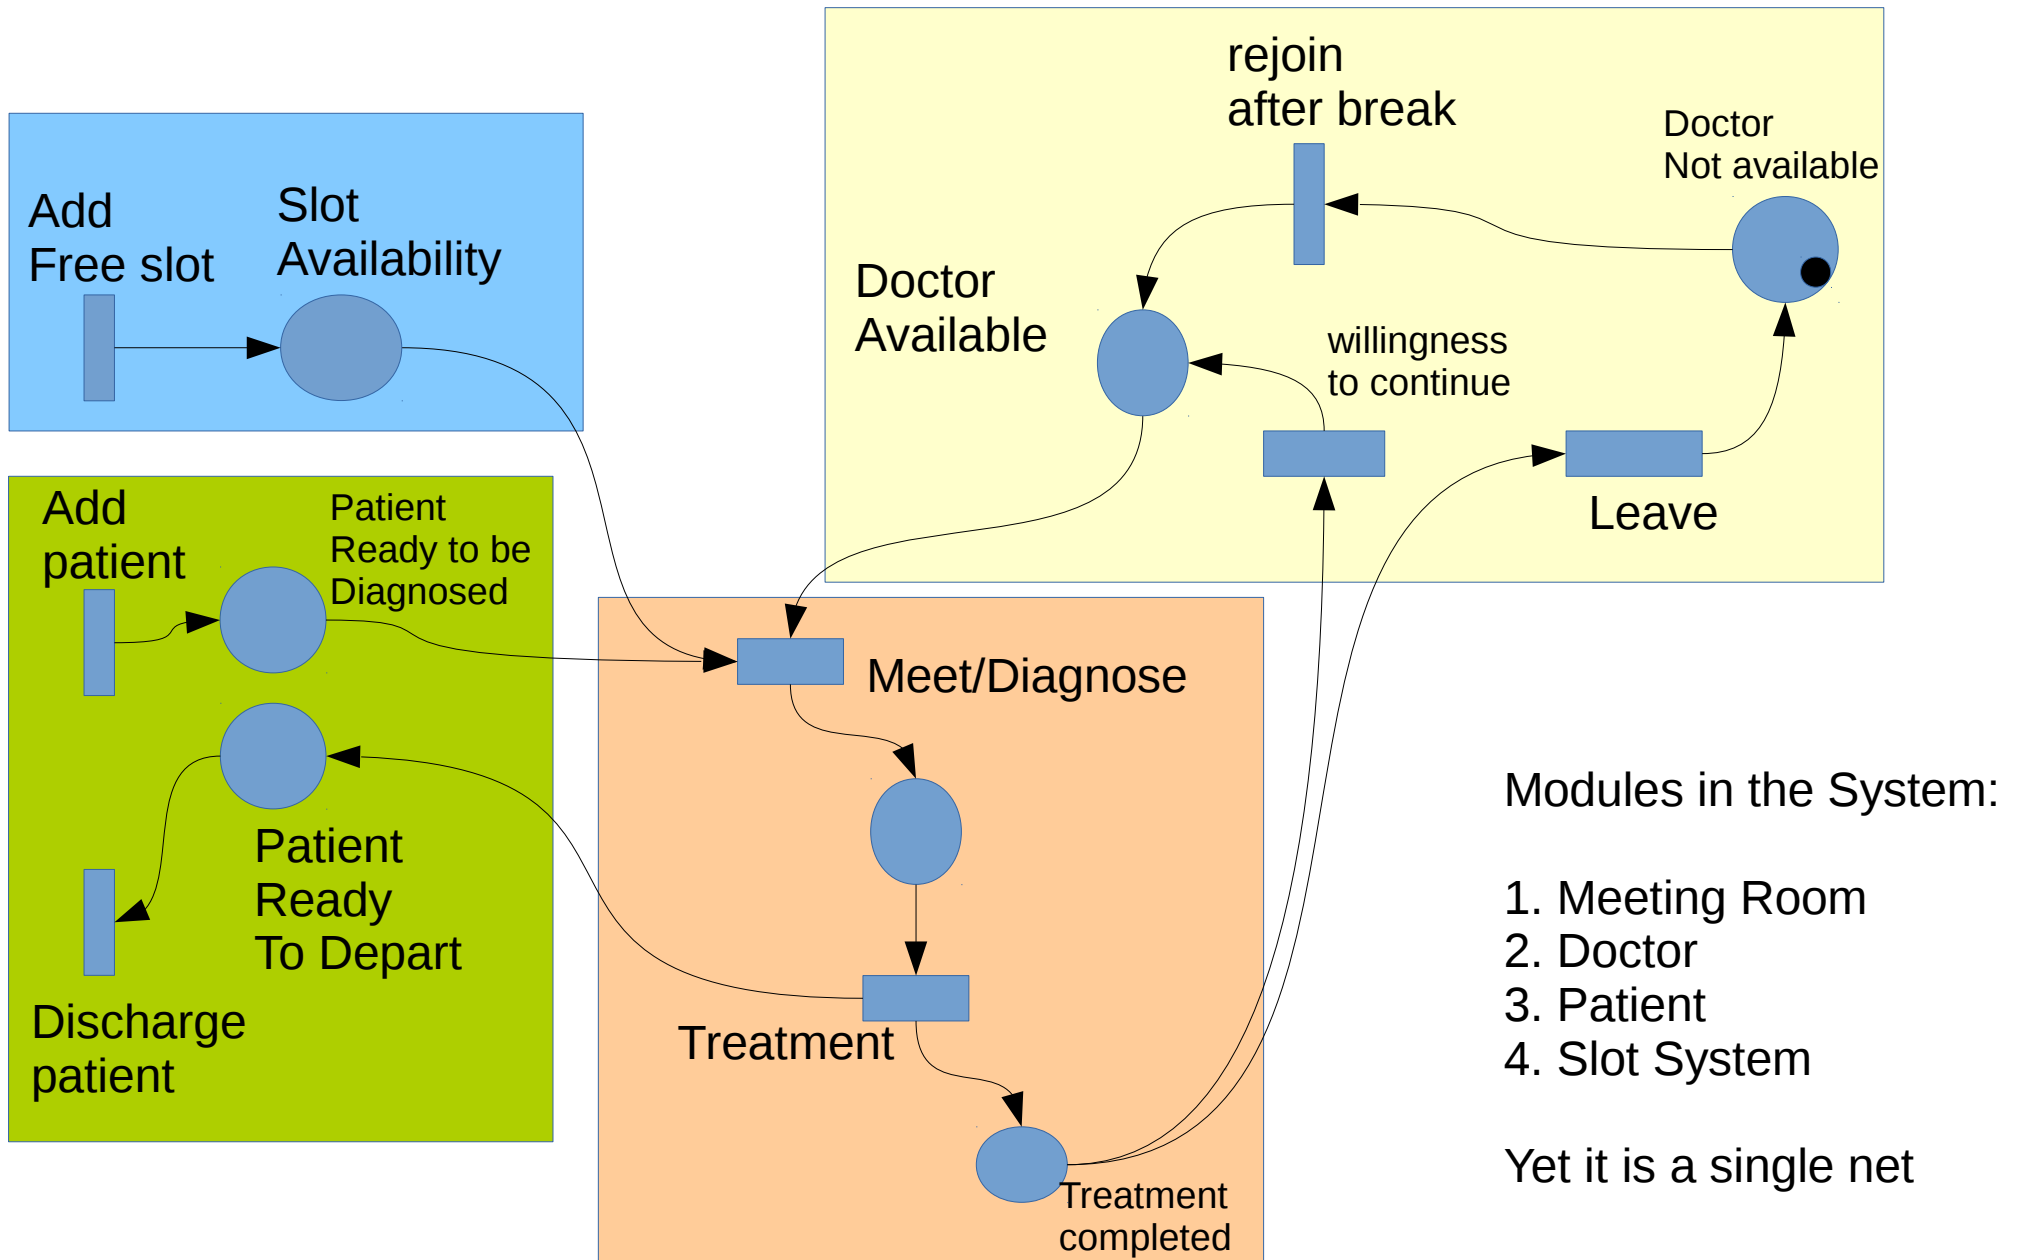 rejoin
after break
Doctor
Not available
Add
Free slot
Slot
Availability
Doctor
Available
willingness
to continue
Leave
Add
patient
Patient
Ready to be
Diagnosed
Meet/Diagnose
Patient
Ready
To Depart
Discharge
patient
Treatment
Treatment
completed
Modules in the System:
1. Meeting Room
2. Doctor
3. Patient
4. Slot System
Yet it is a single net